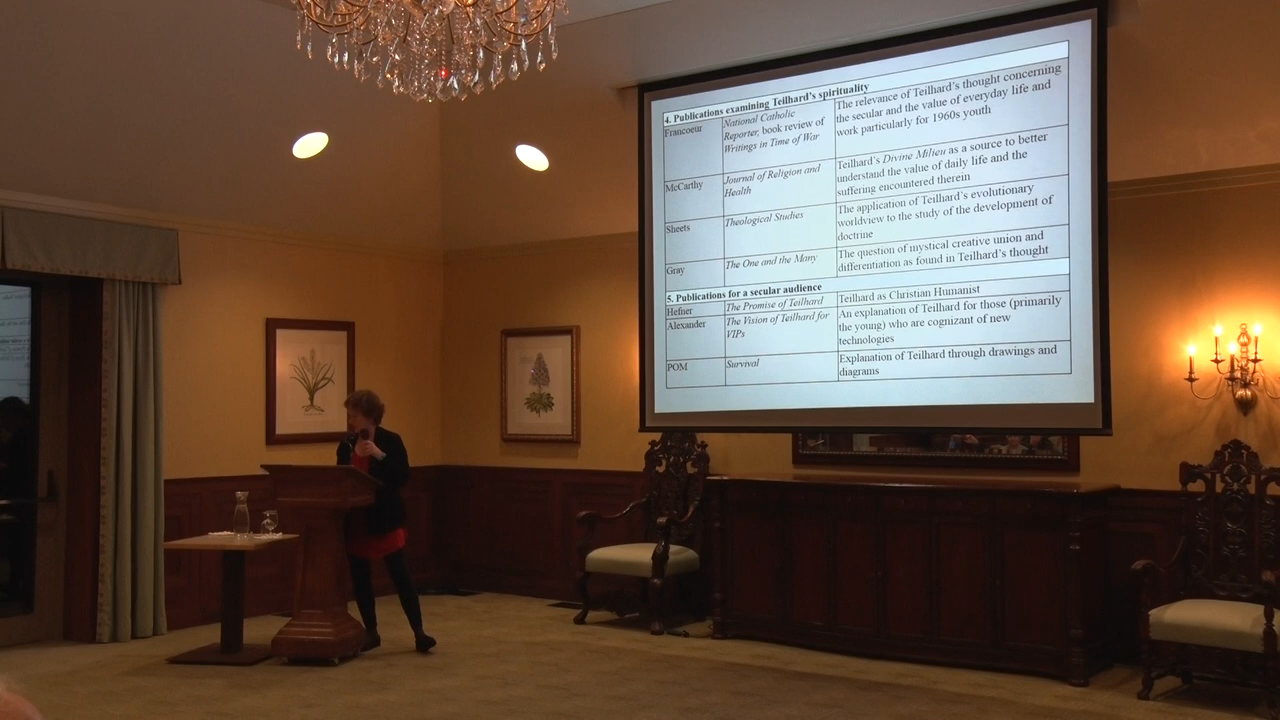 4. Publications examining Teilhard's spirituality
Francoeur
National Catholic
Reporter, book review of
Writings in Time of War
The relevance of Teilhard's thought concerning
the secular and the value of everyday life and
work particularly for 1960s youth
McCarthy
Journal of Religion and
Health
Teilhard's Divine Milieu as a source to better
understand the value of daily life and the
suffering encountered therein
Sheets
Theological Studies
The application of Teilhard's evolutionary
worldview to the study of the development of
doctrine
Gray
The One and the Many
The question of mystical creative union and
differentiation as found in Teilhard's thought
5. Publications for a secular audience
Hefner
The Promise of Teilhard
Teilhard as Christian Humanist
Alexander
The Vision of Teilhard for
VIPs
An explanation of Teilhard for those (primarily
the young) who are cognizant of new
technologies
POM
Survival
Explanation of Teilhard through drawings and
diagrams